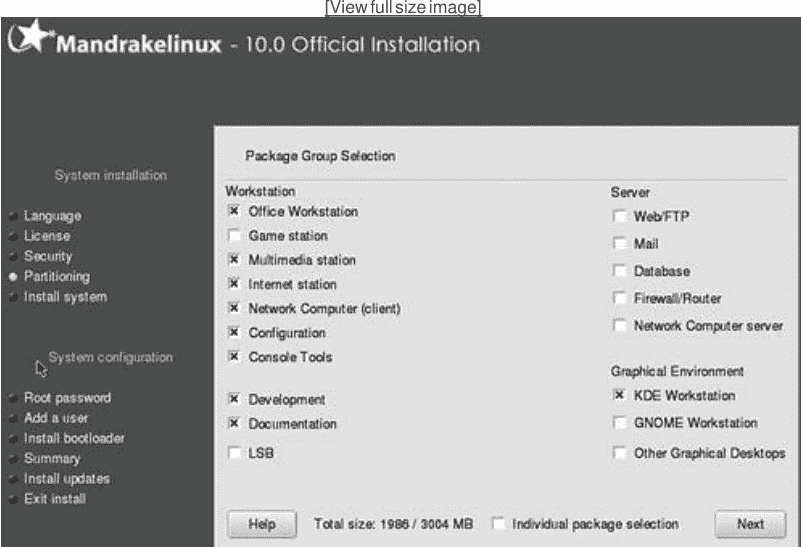 [View full size image]
Mandrakelinux - 10.0 Official Installation
System installation
Language
License
Security
Partitioning
Install system
System configuration
Root password
Add a user
Install bootloader
Summary
Install updates
Exit install
Package Group Selection
Workstation
Office Workstation
Game station
Multimedia station
Internet station
Network Computer (client)
Configuration
Console Tools
Development
Documentation
LSB
Server
Web/FTP
Mail
Database
Firewall/Router
Network Computer server
Graphical Environment
KDE Workstation
GNOME Workstation
Other Graphical Desktops
Help
Total size: 1986 / 3004 MB
Individual package selection
Next